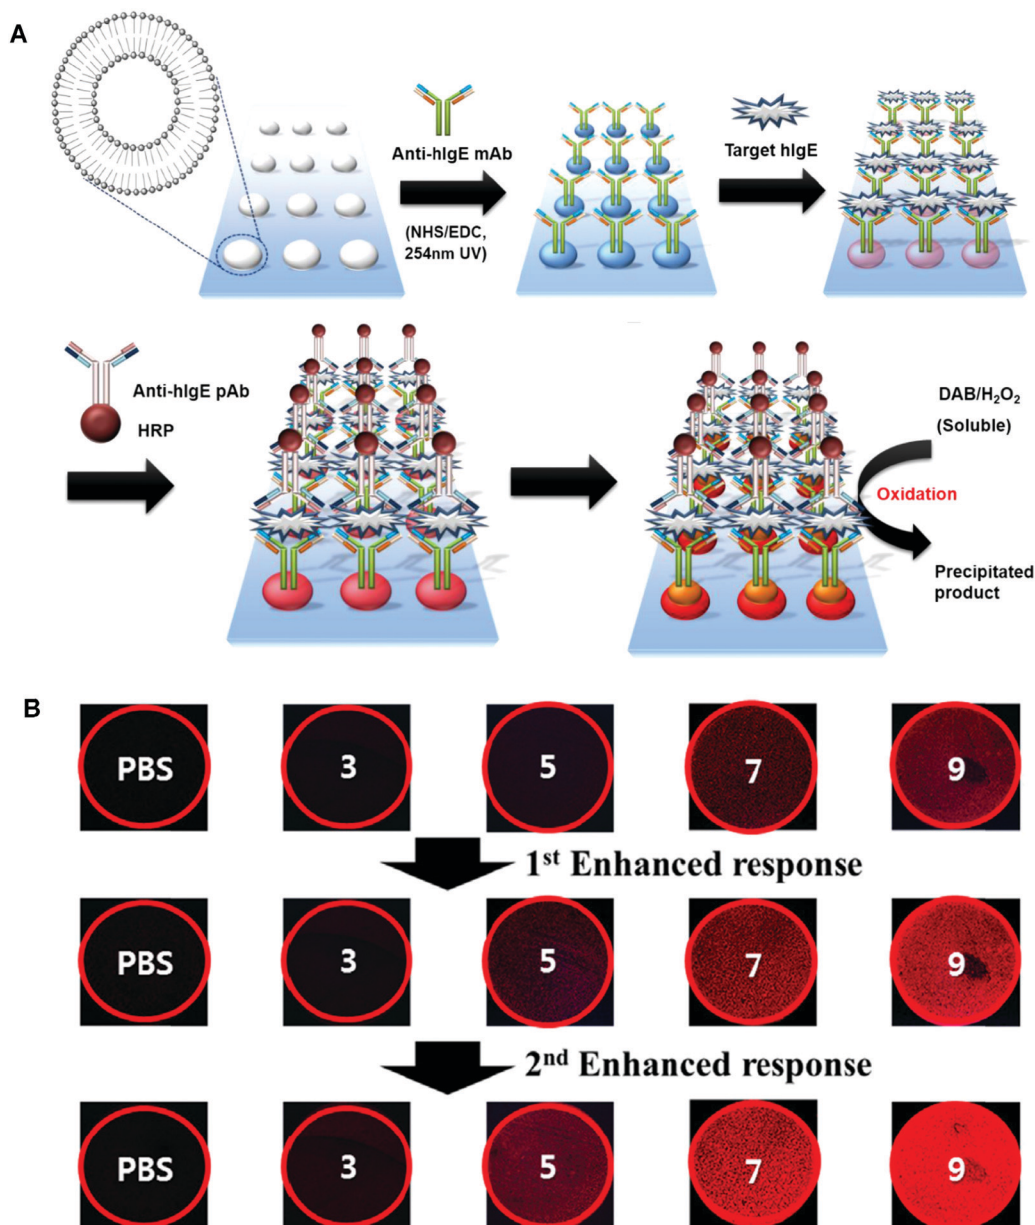 A
Anti-hIgE mAb
(NHS/EDC,
254nm UV)
Target hIgE
Anti-hIgE pAb
HRP
DAB/H₂O₂
(Soluble)
Oxidation
Precipitated
product
B
PBS 3 5 7 9
1st Enhanced response
PBS 3 5 7 9
2nd Enhanced response
PBS 3 5 7 9